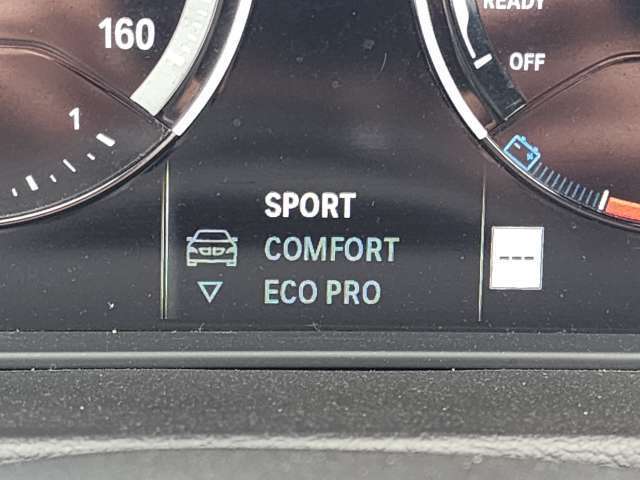 READY
160
OFF
1
SPORT
COMFORT
ECO PRO
---